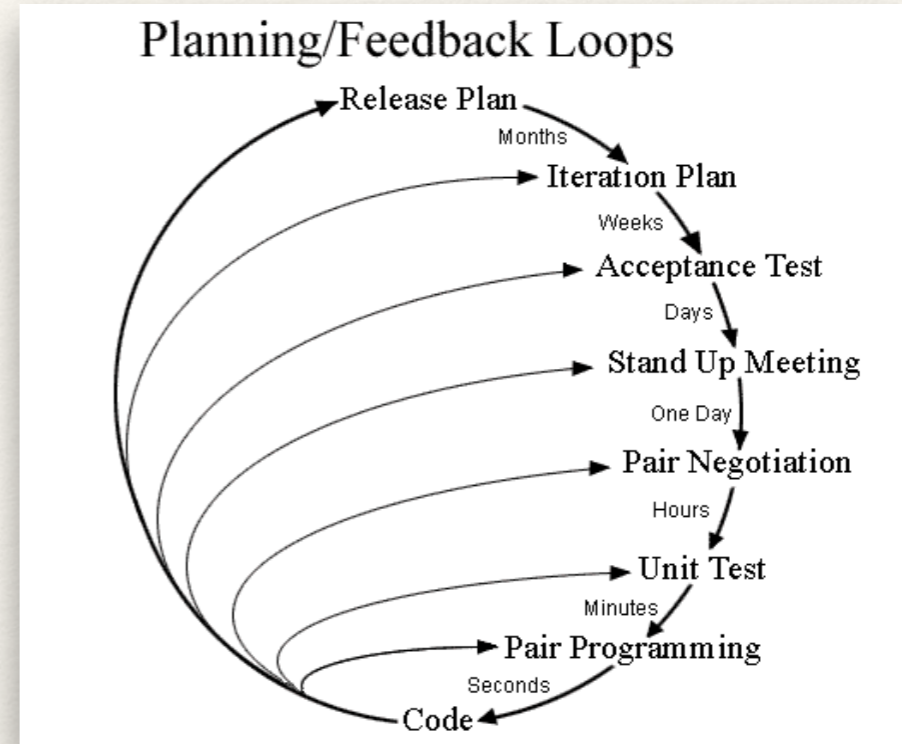 Planning/Feedback Loops
Release Plan
Months
Iteration Plan
Weeks
Acceptance Test
Days
Stand Up Meeting
One Day
Pair Negotiation
Hours
Unit Test
Minutes
Pair Programming
Seconds
Code